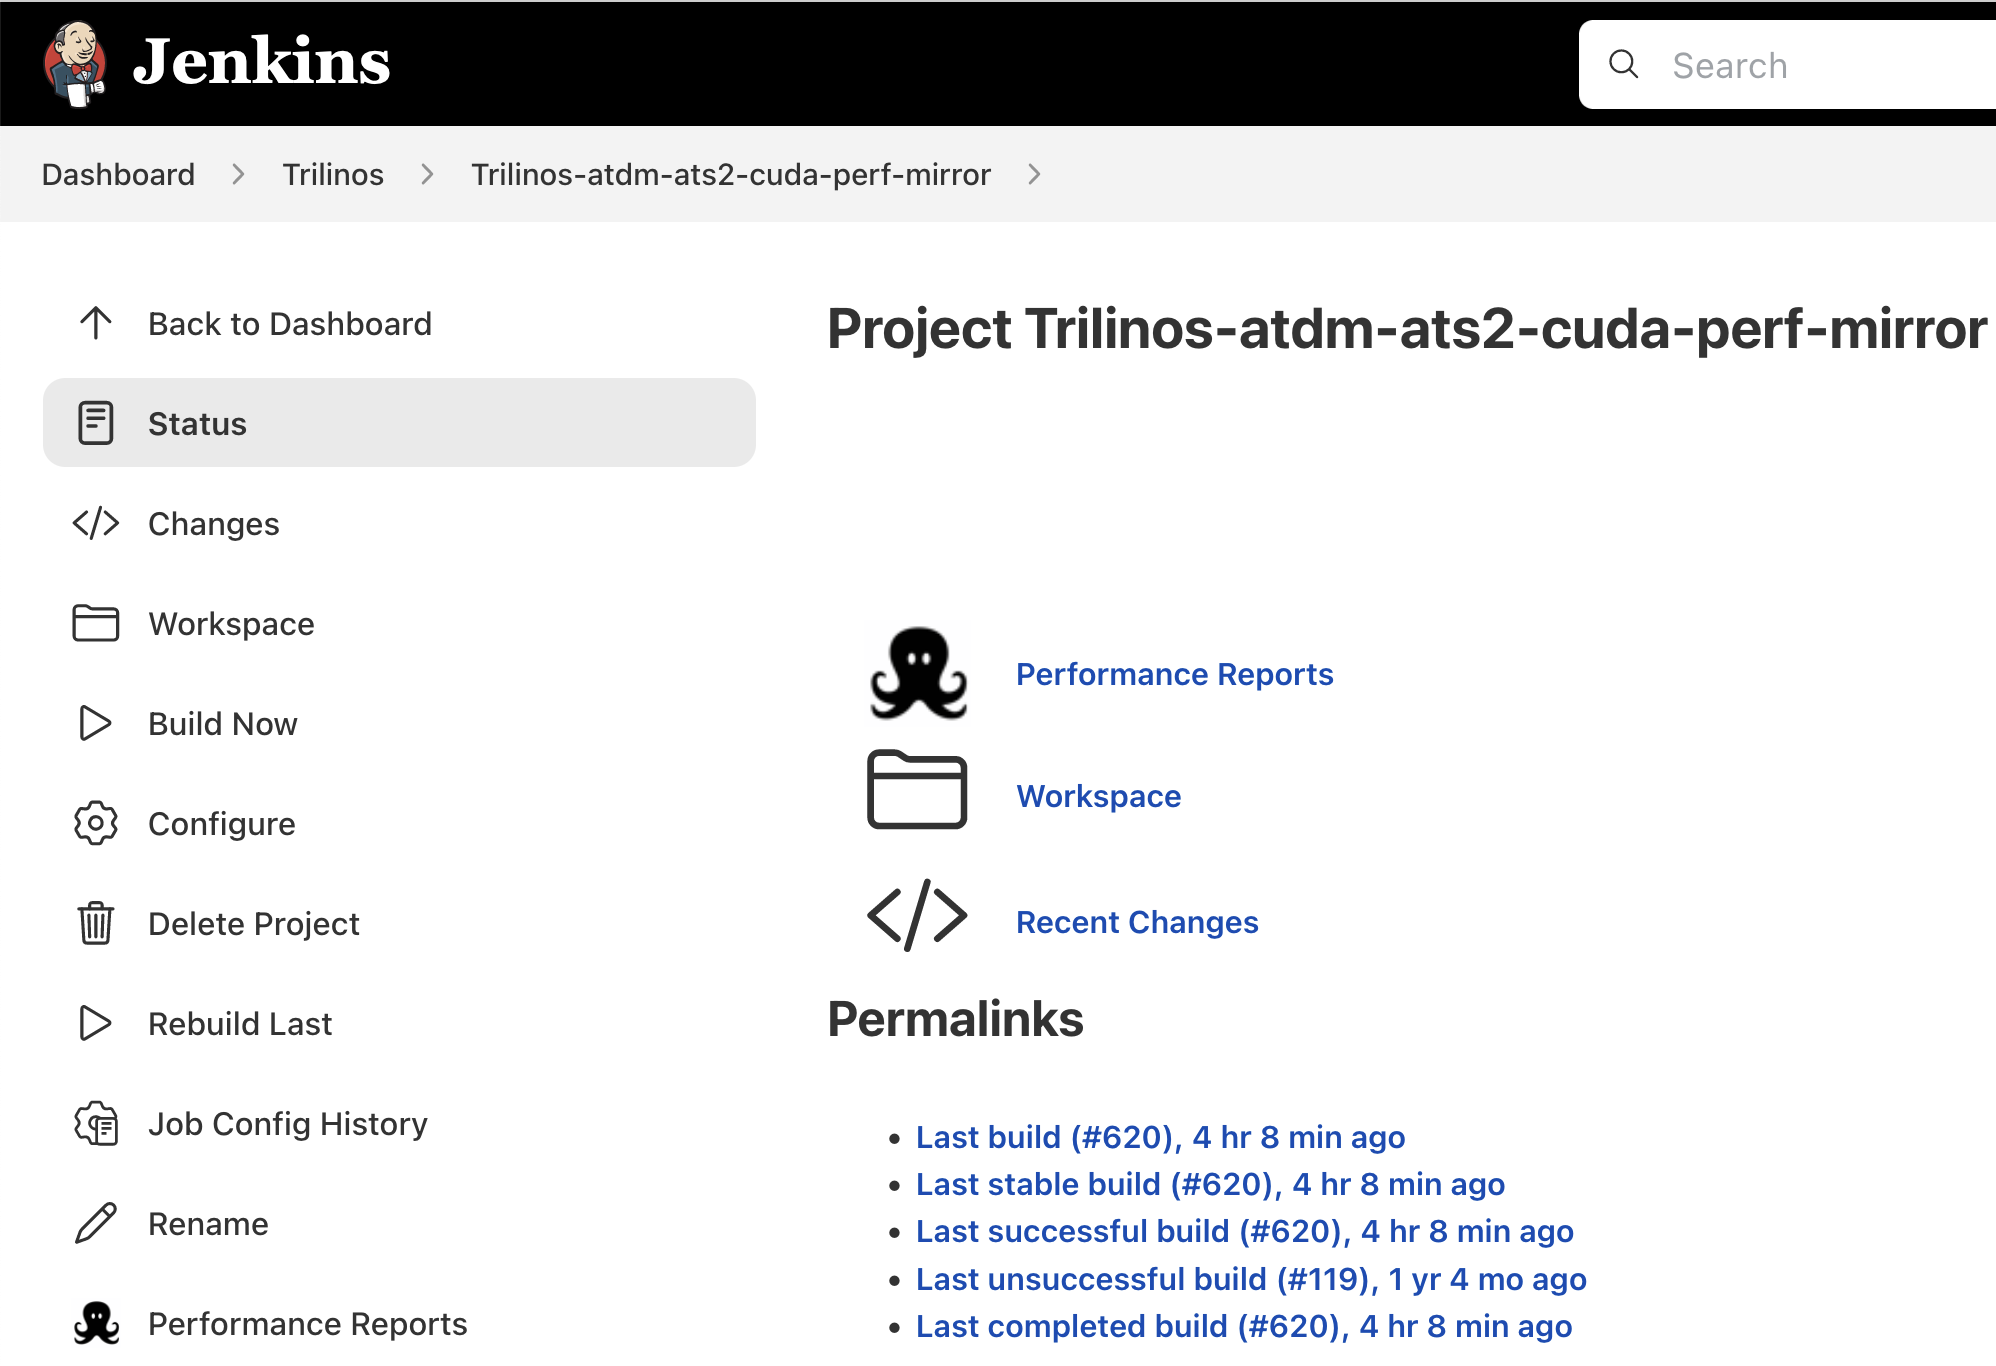 Jenkins
Search
Dashboard > Trilinos > Trilinos-atdm-ats2-cuda-perf-mirror >
Back to Dashboard
Status
Changes
Workspace
Build Now
Configure
Delete Project
Rebuild Last
Job Config History
Rename
Performance Reports
Project Trilinos-atdm-ats2-cuda-perf-mirror
Performance Reports
Workspace
Recent Changes
Permalinks
• Last build (#620), 4 hr 8 min ago
• Last stable build (#620), 4 hr 8 min ago
• Last successful build (#620), 4 hr 8 min ago
• Last unsuccessful build (#119), 1 yr 4 mo ago
• Last completed build (#620), 4 hr 8 min ago